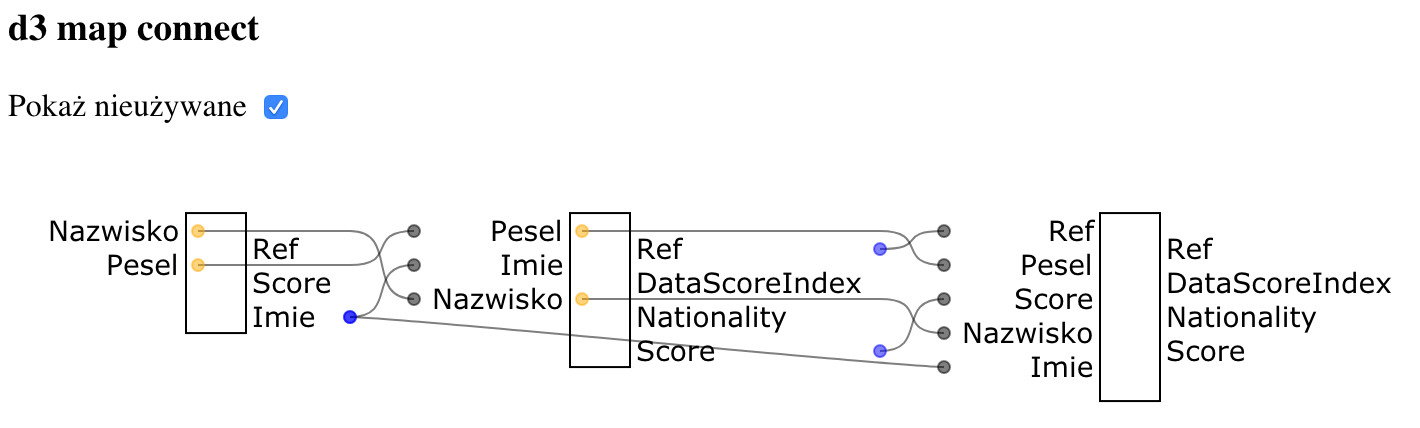 d3 map connect
Pokaż nieużywane
Nazwisko
Pesel
Ref
Score
Imie
Pesel
Imie
Nazwisko
Ref
DataScoreIndex
Nationality
Score
Ref
Pesel
Score
Nazwisko
Imie
Ref
DataScoreIndex
Nationality
Score